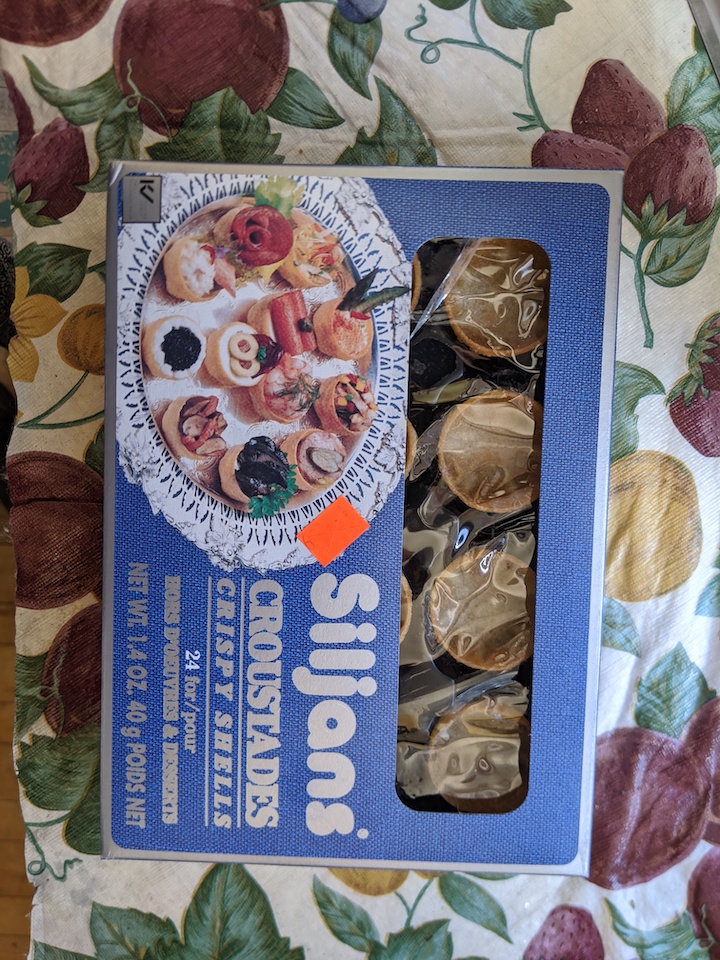 Siljans
CROUSTADES
CRISPY SHELLS
24 for/pour
HORS D'OEUVRES & DESSERTS
NET WT. 1.4 OZ. 40 g POIDS NET